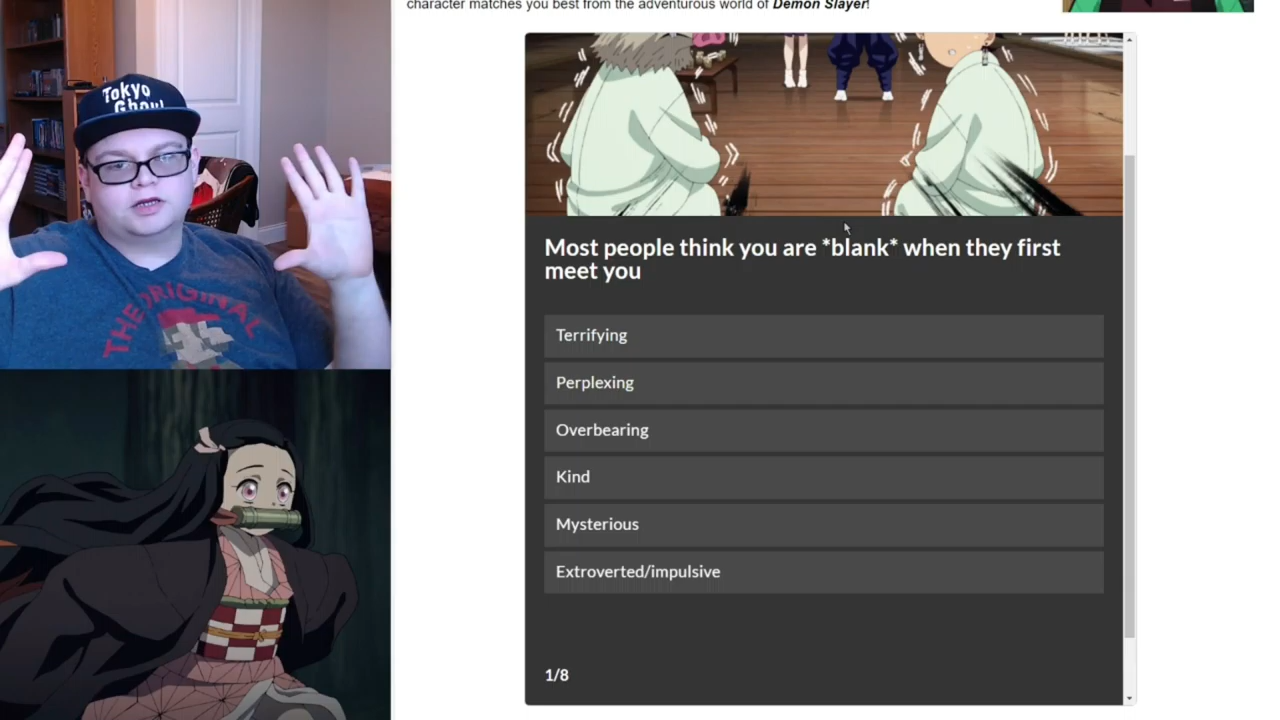 character matches you best from the adventurous world of Demon Slayer!
Tokyo
Ghoul
THE ORIGINAL
Most people think you are *blank* when they first
meet you
Terrifying
Perplexing
Overbearing
Kind
Mysterious
Extroverted/impulsive
1/8